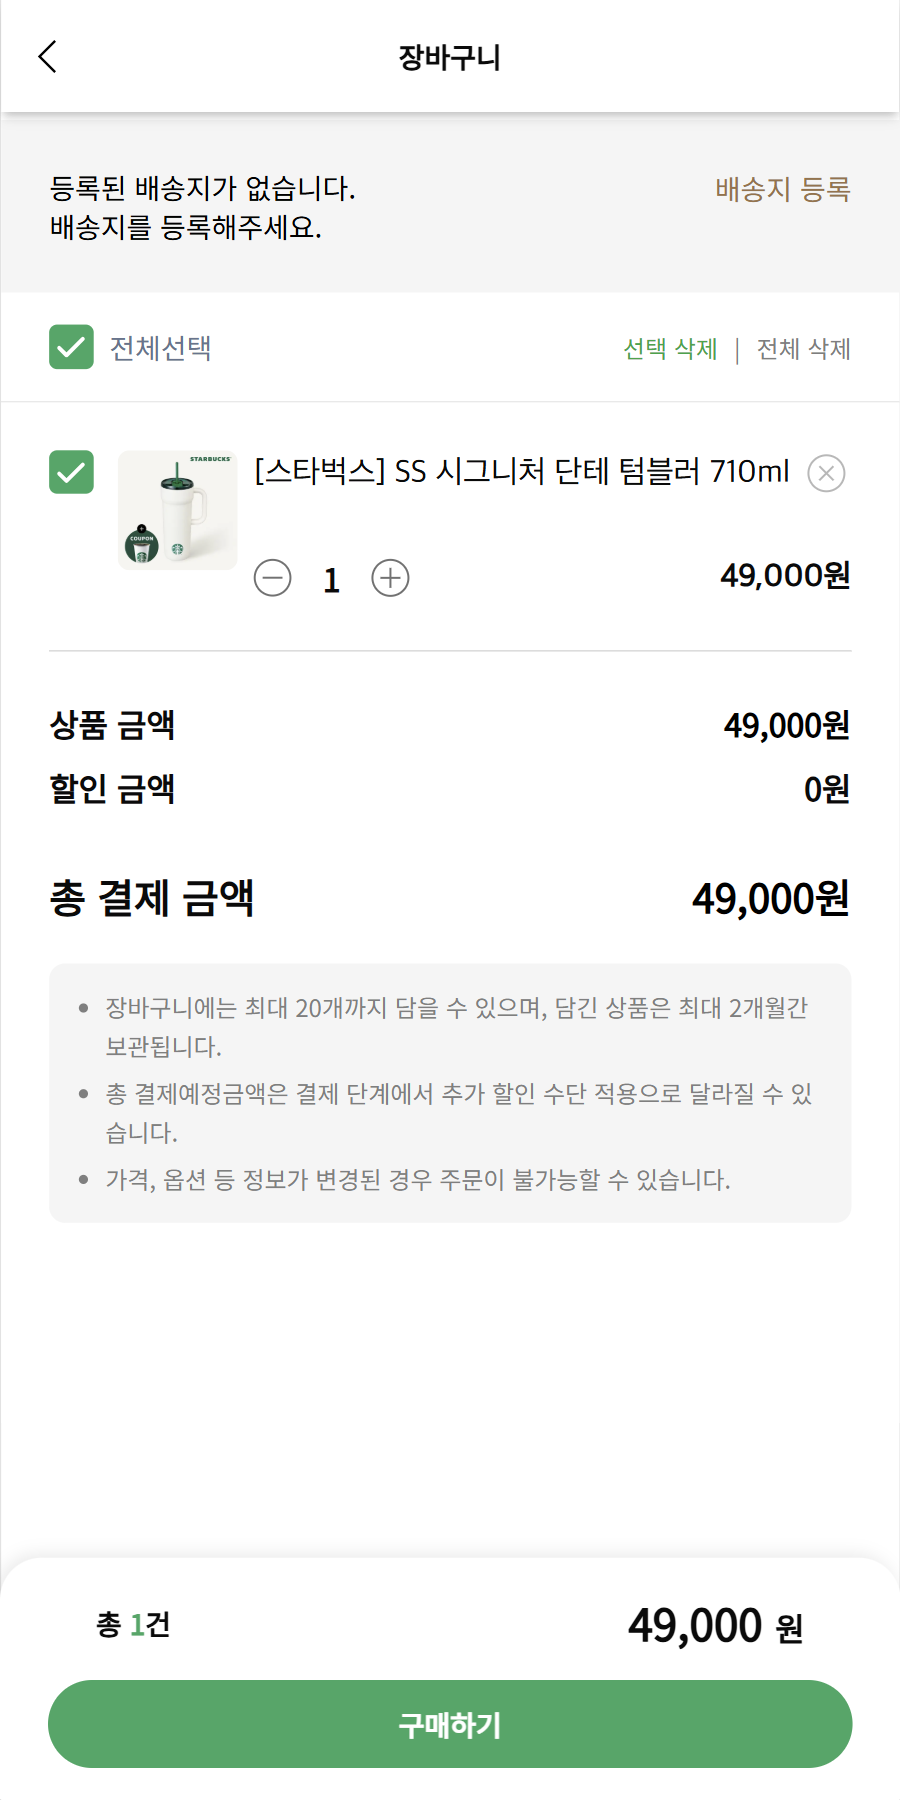 장바구니
등록된 배송지가 없습니다.
배송지를 등록해주세요.
배송지 등록
전체선택
선택 삭제 | 전체 삭제
STARBUCKS
COUPON
[스타벅스] SS 시그니처 단테 텀블러 710ml
1
49,000원
상품 금액 49,000원
할인 금액 0원
총 결제 금액 49,000원
• 장바구니에는 최대 20개까지 담을 수 있으며, 담긴 상품은 최대 2개월간
보관됩니다.
• 총 결제예정금액은 결제 단계에서 추가 할인 수단 적용으로 달라질 수 있
습니다.
• 가격, 옵션 등 정보가 변경된 경우 주문이 불가능할 수 있습니다.
총 1건 49,000 원
구매하기